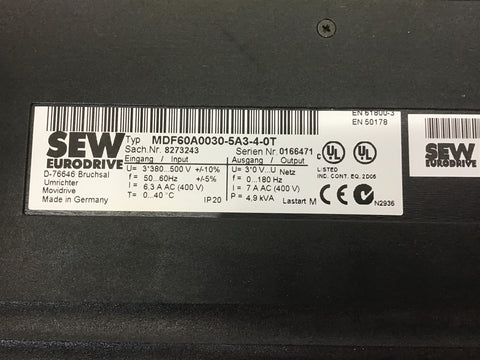 EN 61800-3
EN 50178
SEW
EURODRIVE
D-76646 Bruchsal
Umrichter
Movidrive
Made in Germany
Typ MDF60A0030-5A3-4-0T
Sach.Nr. 8273243 Serien Nr. 0166471
Eingang / Input Ausgang / Output
U= 3*380...500 V +/-10% U= 3*0 V...U Netz
f = 50...60Hz +/-5% f = 0...180 Hz
I = 6,3 A AC (400 V) I = 7 A AC (400 V)
T= 0...40 °C IP20 P = 4,9 kVA Lastart M
C UL UL
LISTED
IND. CONT. EQ. 2D06
CE
N2936
SEW
EURODRIVE